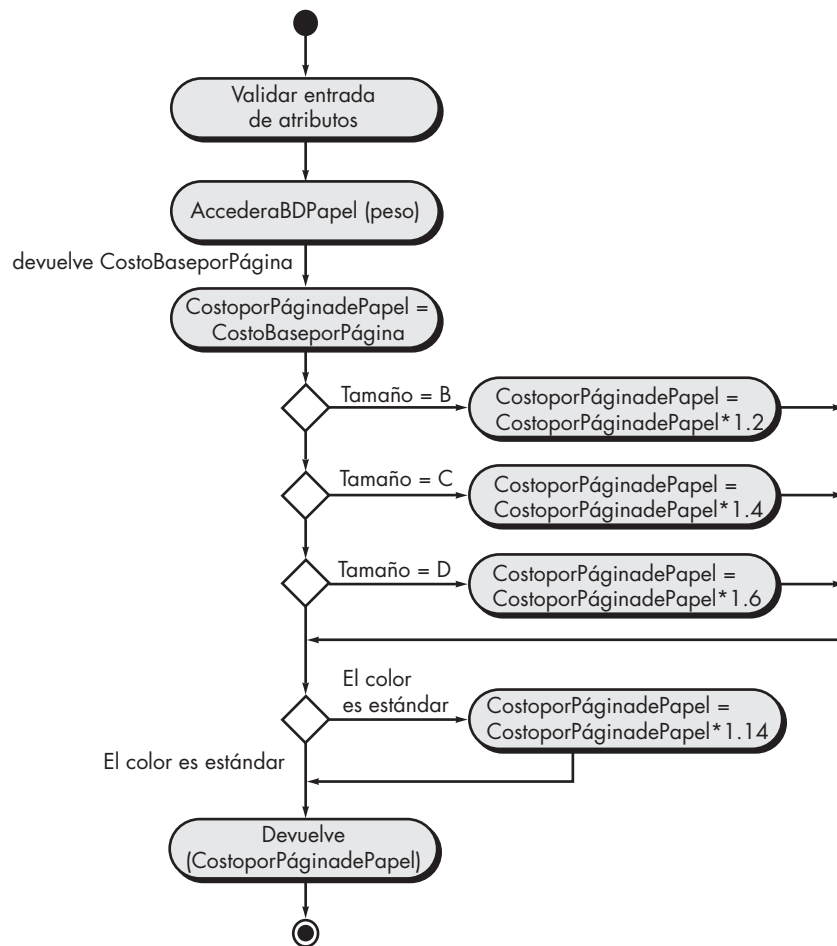 Validar entrada
de atributos
AccederaBDPapel (peso)
devuelve CostoBaseporPágina
CostoporPáginadePapel =
CostoBaseporPágina
Tamaño = B
CostoporPáginadePapel =
CostoporPáginadePapel*1.2
Tamaño = C
CostoporPáginadePapel =
CostoporPáginadePapel*1.4
Tamaño = D
CostoporPáginadePapel =
CostoporPáginadePapel*1.6
El color
es estándar
CostoporPáginadePapel =
CostoporPáginadePapel*1.14
El color es estándar
Devuelve
(CostoporPáginadePapel)